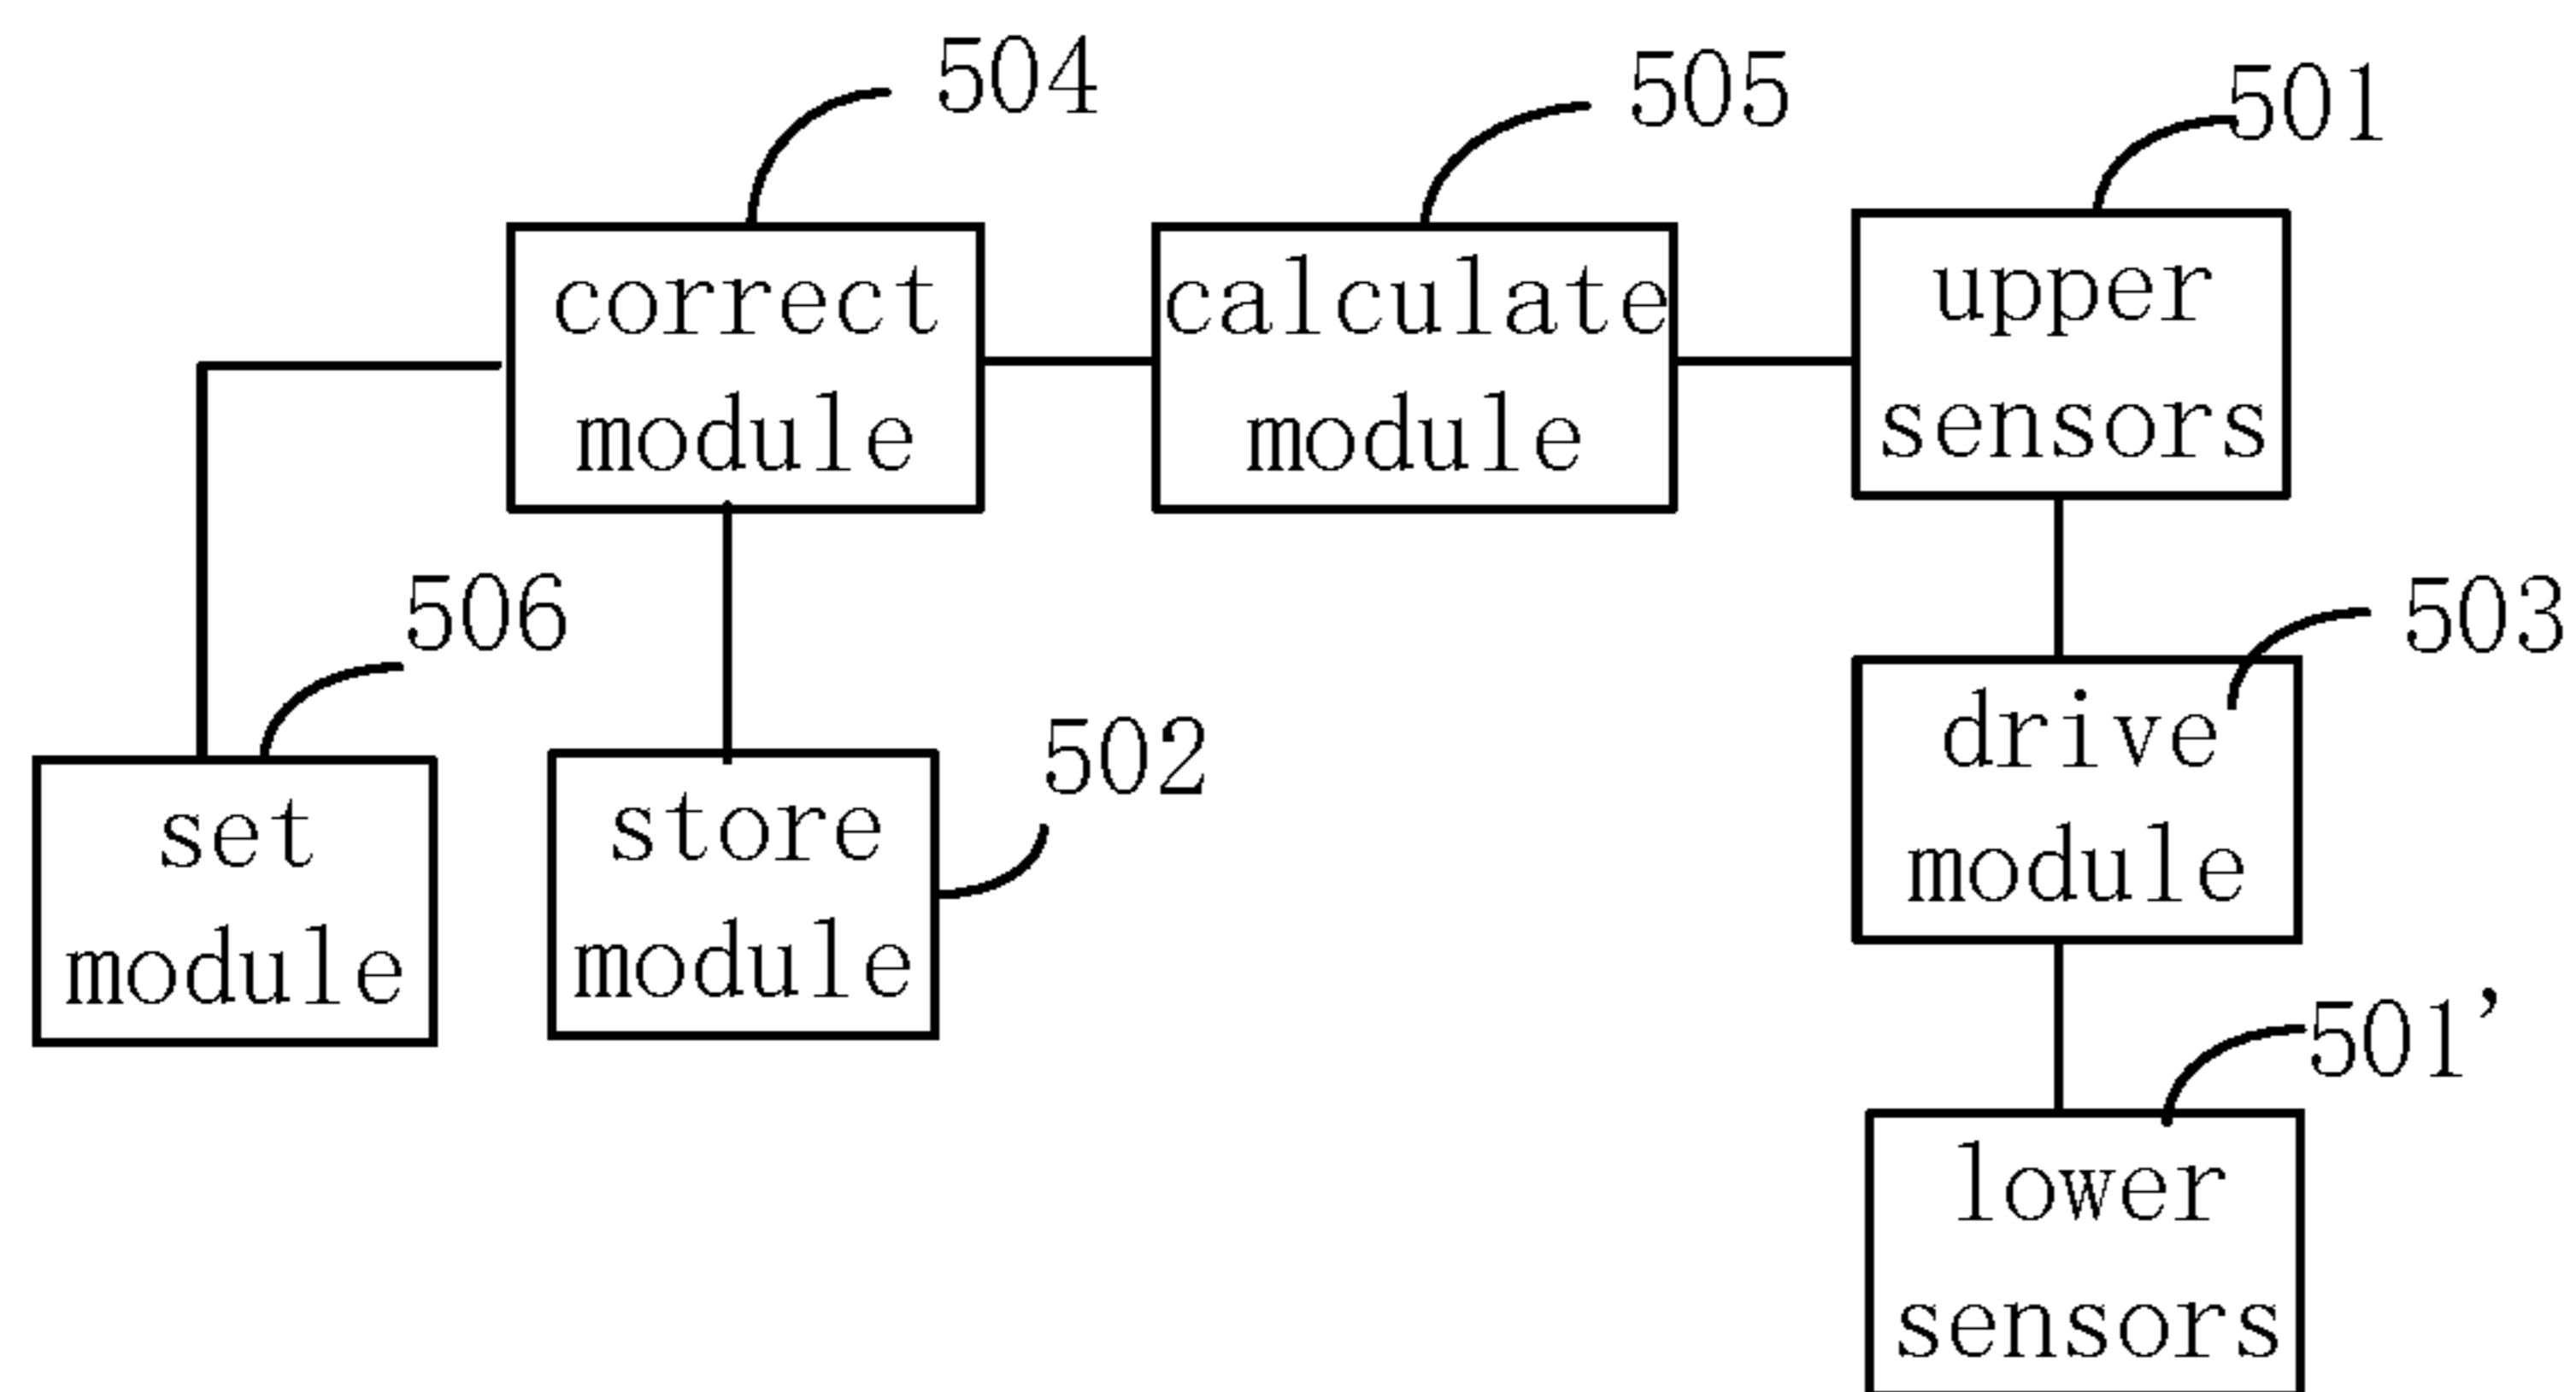 504
505
501
correct
module
calculate
module
upper
sensors
506
503
502
set
module
store
module
drive
module
501’
lower
sensors